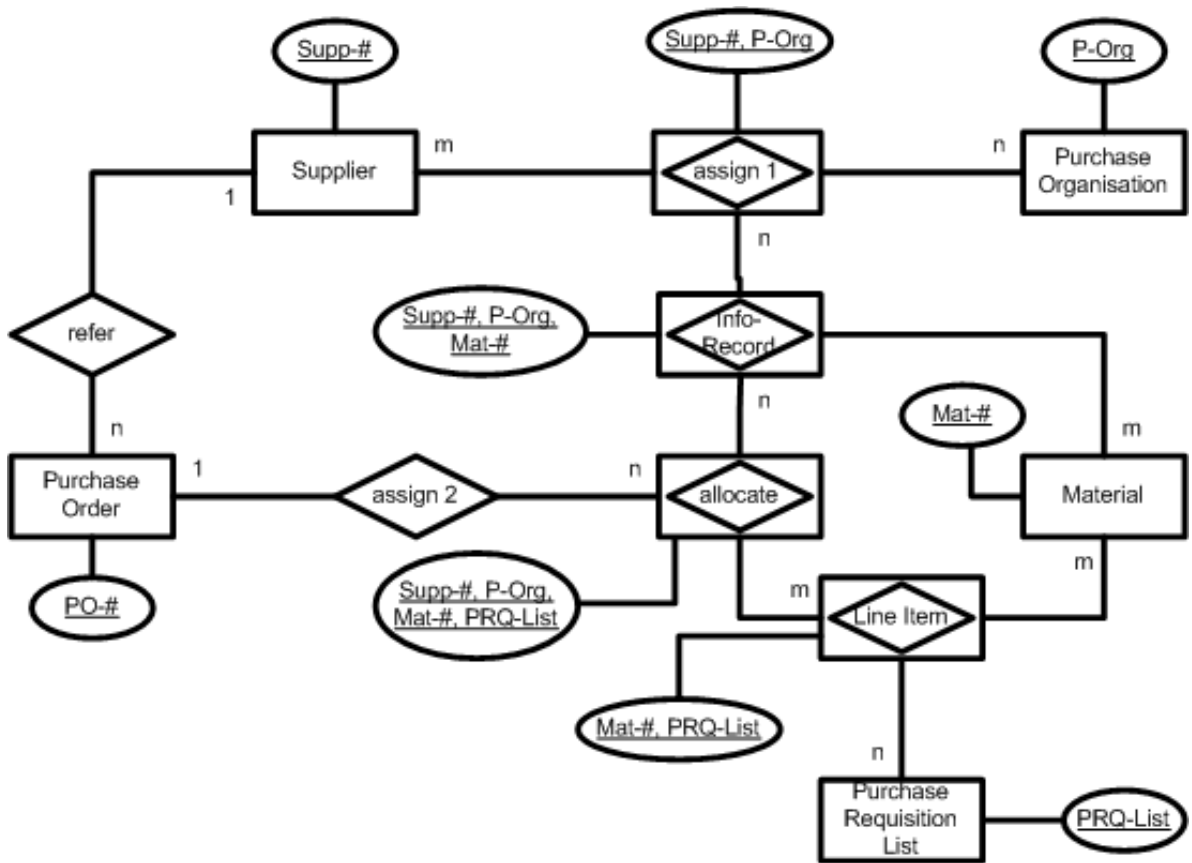 Supp-#
Supp-#, P-Org
P-Org
Supplier
m
assign 1
n
Purchase
Organisation
1
n
refer
Supp-#, P-Org,
Mat-#
Info-
Record
n
Mat-#
m
n
Purchase
Order
1
assign 2
n
allocate
Material
m
PO-#
Supp-#, P-Org,
Mat-#, PRQ-List
m
Line Item
Mat-#, PRQ-List
n
Purchase
Requisition
List
PRQ-List